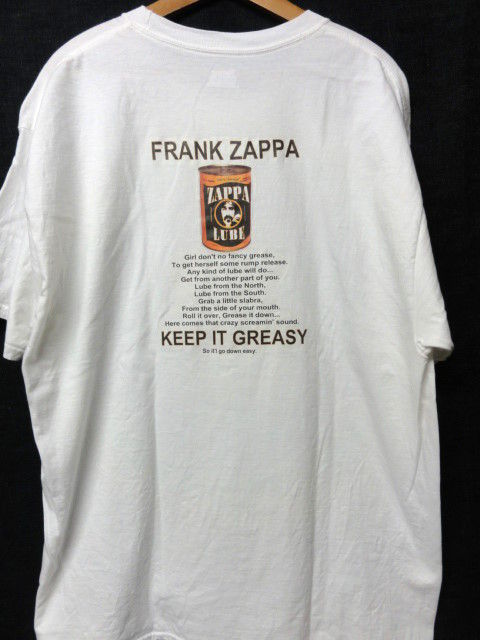 FRANK ZAPPA
ZAPPA
LUBE
Girl don't no fancy grease,
To get herself some rump release.
Any kind of lube will do...
Get from another part of you.
Lube from the North,
Lube from the South.
Grab a little slabra,
From the side of your mouth.
Roll it over, Grease it down...
Here comes that crazy screamin' sound.
KEEP IT GREASY
So it'l go down easy.